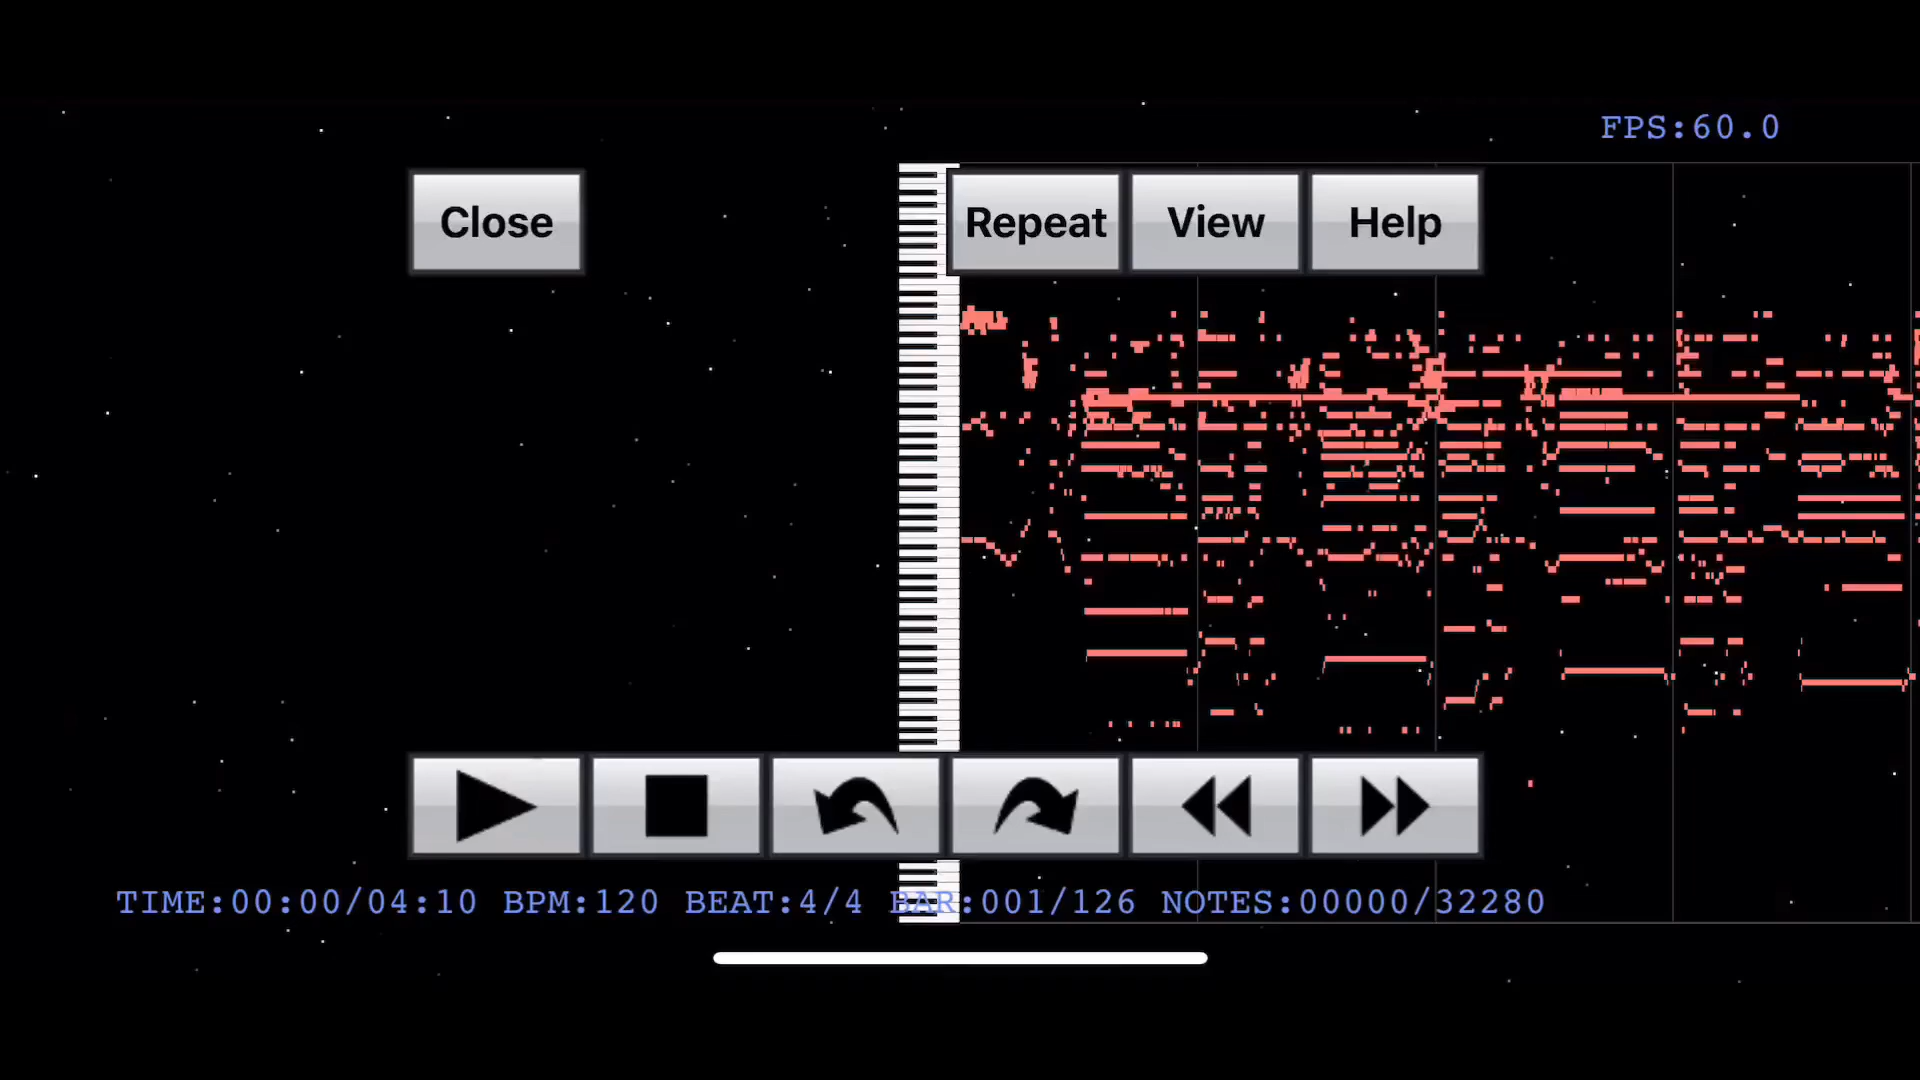 FPS:60.0
Close
Repeat
View
Help
TIME:00:00/04:10 BPM:120 BEAT:4/4 BAR:001/126 NOTES:00000/32280